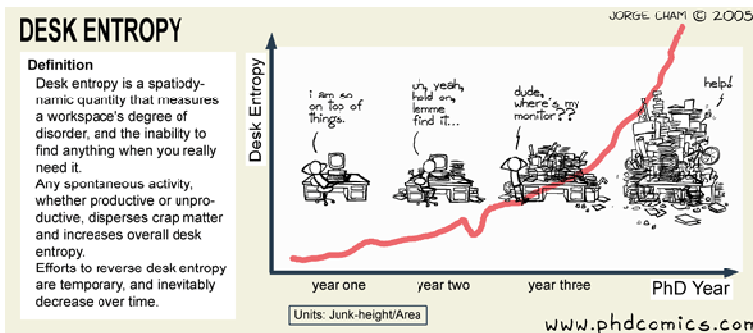 JORGE CHAM © 2005
DESK ENTROPY
Definition
Desk entropy is a spatiody-
namic quantity that measures
a workspace's degree of
disorder, and the inability to
find anything when you really
need it.
Any spontaneous activity,
whether productive or unpro-
ductive, disperses crap matter
and increases overall desk
entropy.
Efforts to reverse desk entropy
are temporary, and inevitably
decrease over time.
Desk Entropy
i am so
on top of
things.
uh, yeah,
hold on,
lemme
find it...
dude,
where's my
monitor??
help!
year one
year two
year three
PhD Year
Units: Junk-height/Area
www.phdcomics.com